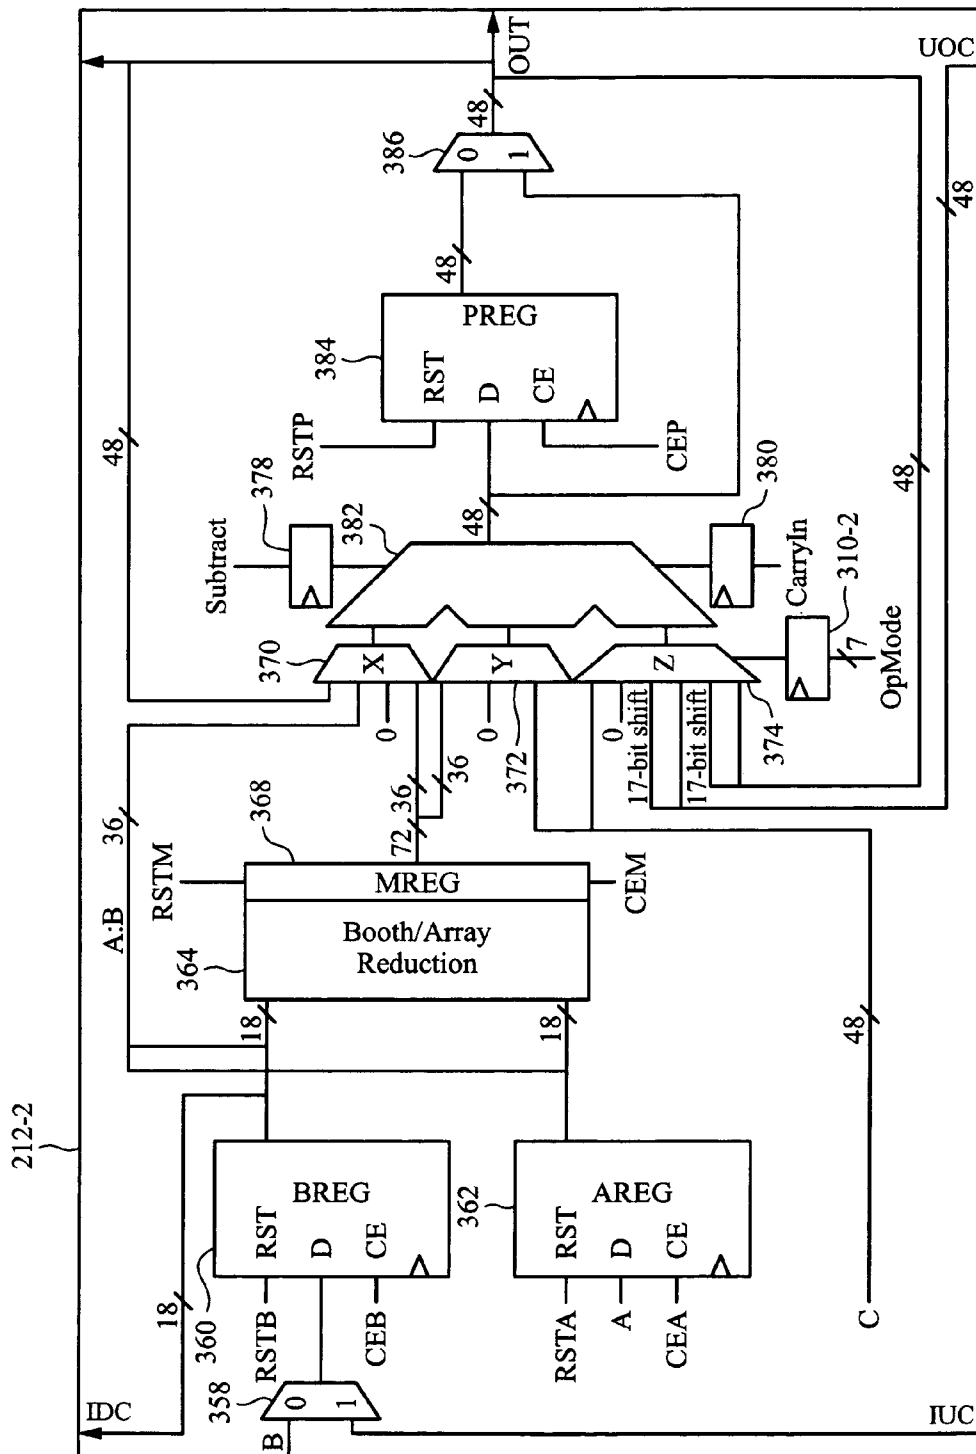 212-2
IDC
18
B
0
1
358
IUC
360
RSTB
CEB
RST
D
CE
BREG
362
RSTA
A
CEA
RST
D
CE
AREG
C
48
18
18
A:B
36
364
Booth/Array
Reduction
MREG
368
RSTM
CEM
72
36
36
0
0
0
17-bit shift
17-bit shift
370
X
372
Y
374
Z
OpMode
7
310-2
CarryIn
380
Subtract
378
382
48
48
RSTP
CEP
384
RST
D
CE
PREG
48
386
0
1
48
OUT
48
48
UOC